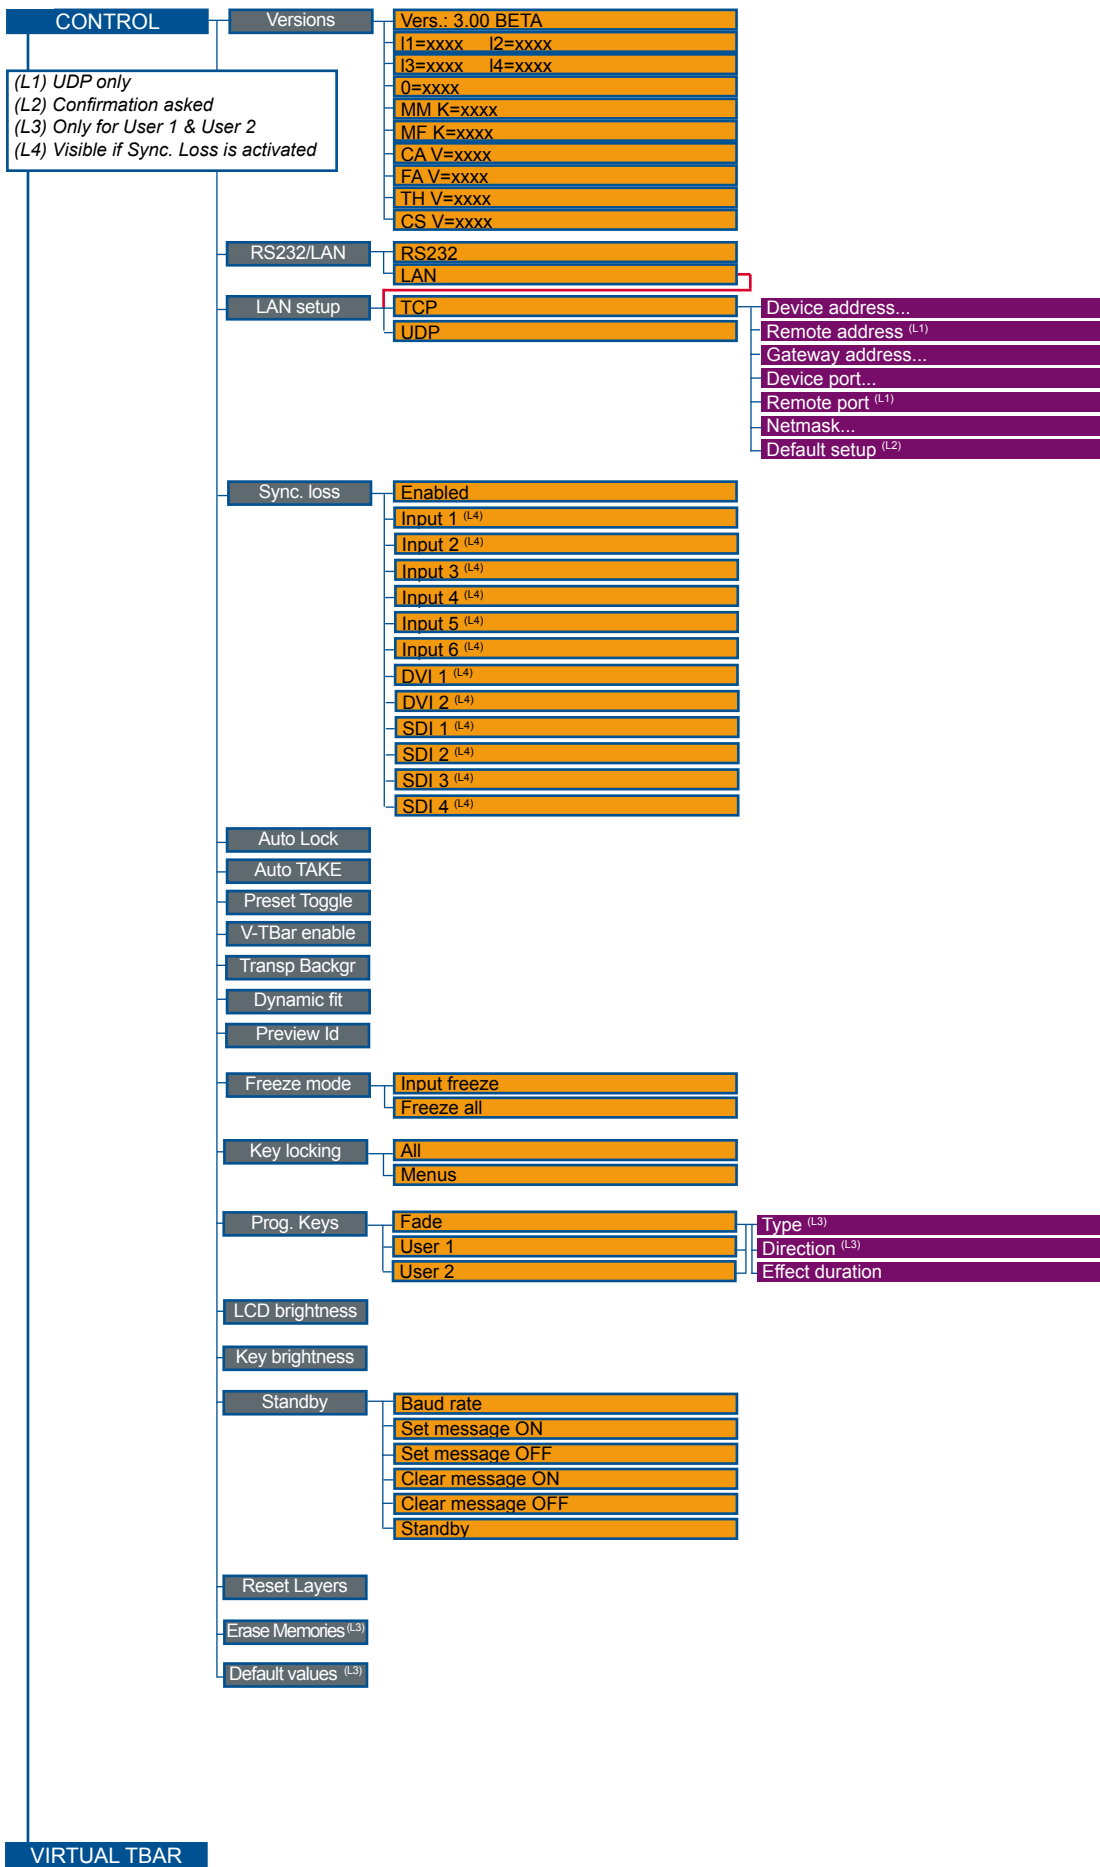 CONTROL
(L1) UDP only
(L2) Confirmation asked
(L3) Only for User 1 & User 2
(L4) Visible if Sync. Loss is activated
Versions
Vers.: 3.00 BETA
I1=xxxx I2=xxxx
I3=xxxx I4=xxxx
0=xxxx
MM K=xxxx
MF K=xxxx
CA V=xxxx
FA V=xxxx
TH V=xxxx
CS V=xxxx
RS232/LAN
RS232
LAN
LAN setup
TCP
UDP
Device address...
Remote address (L1)
Gateway address...
Device port...
Remote port (L1)
Netmask...
Default setup (L2)
Sync. loss
Enabled
Input 1 (L4)
Input 2 (L4)
Input 3 (L4)
Input 4 (L4)
Input 5 (L4)
Input 6 (L4)
DVI 1 (L4)
DVI 2 (L4)
SDI 1 (L4)
SDI 2 (L4)
SDI 3 (L4)
SDI 4 (L4)
Auto Lock
Auto TAKE
Preset Toggle
V-TBar enable
Transp Backgr
Dynamic fit
Preview Id
Freeze mode
Input freeze
Freeze all
Key locking
All
Menus
Prog. Keys
Fade
User 1
User 2
Type (L3)
Direction (L3)
Effect duration
LCD brightness
Key brightness
Standby
Baud rate
Set message ON
Set message OFF
Clear message ON
Clear message OFF
Standby
Reset Layers
Erase Memories (L3)
Default values (L3)
VIRTUAL TBAR